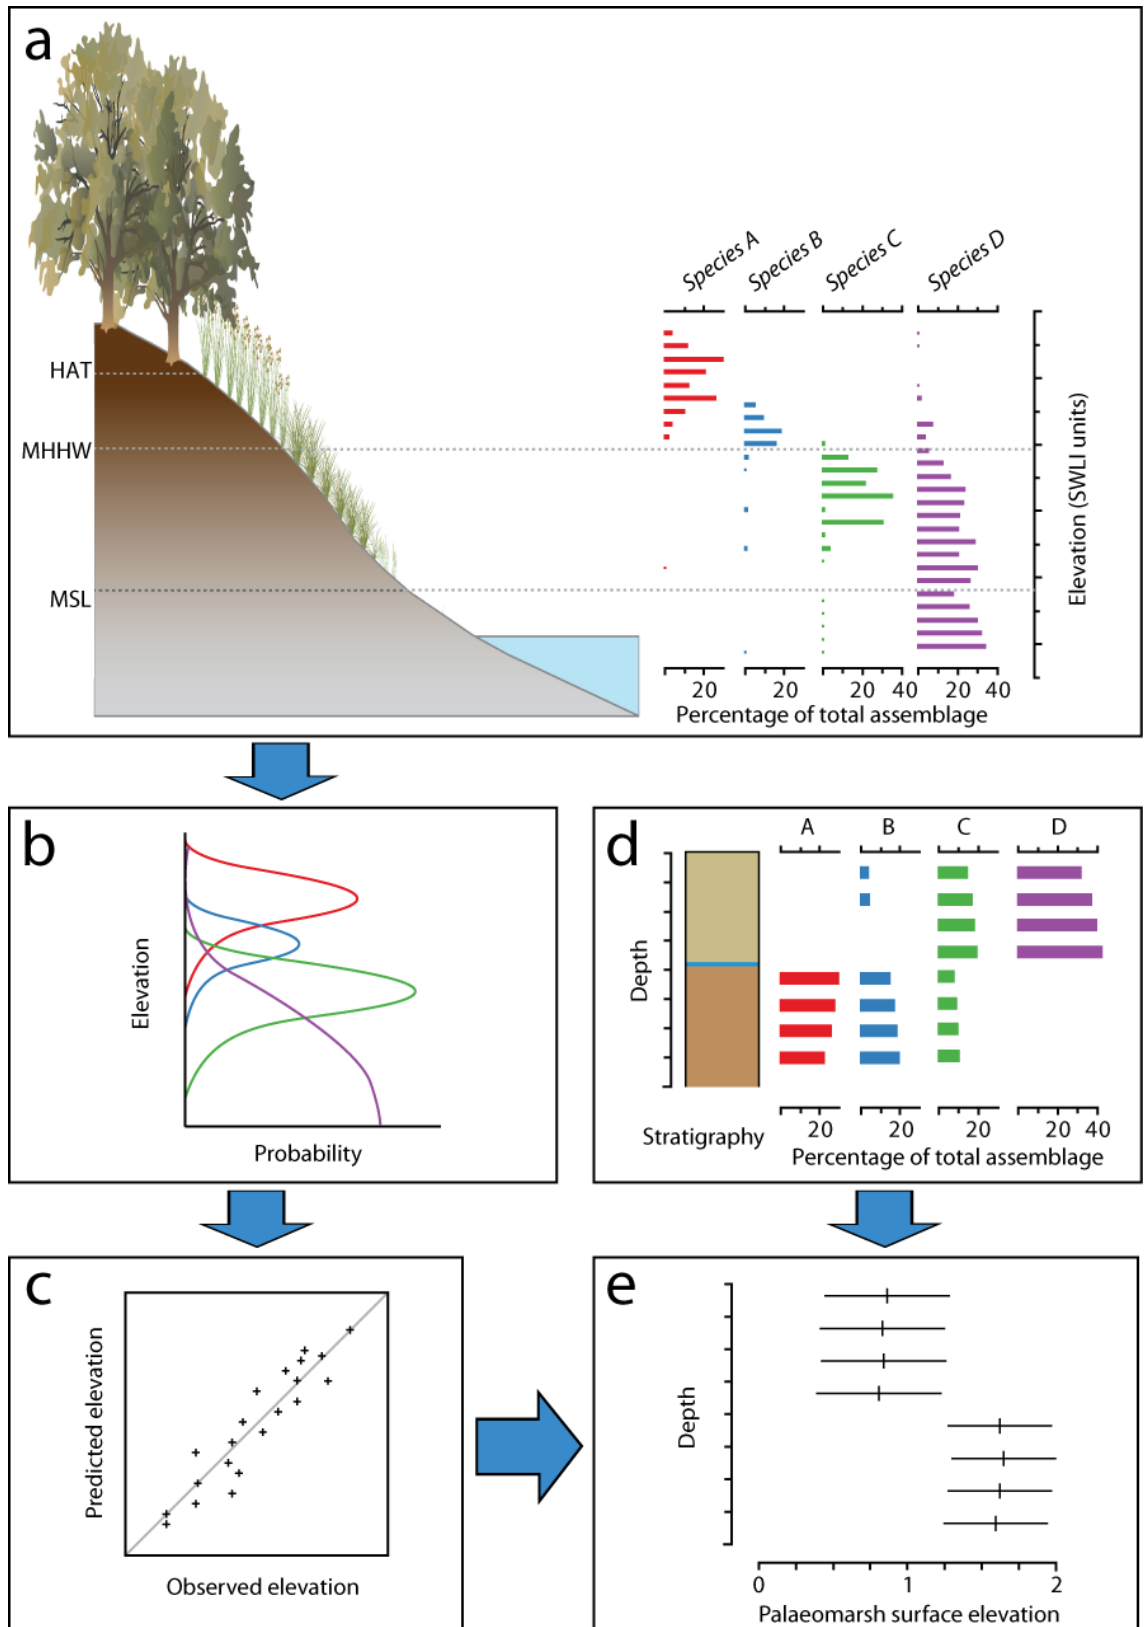 a
Species A
Species B
Species C
Species D
HAT
MHHW
MSL
Elevation (SWLI units)
20 20 20 40 20 40
Percentage of total assemblage
b
Elevation
Probability
d
A B C D
Depth
Stratigraphy
20 20 20 20 40
Percentage of total assemblage
c
Predicted elevation
Observed elevation
e
Depth
0 1 2
Palaeomarsh surface elevation